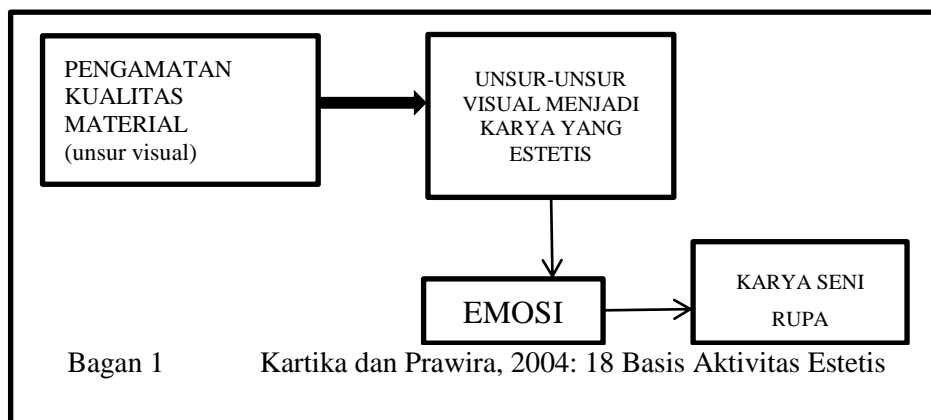 PENGAMATAN
KUALITAS
MATERIAL
(unsur visual)
UNSUR-UNSUR
VISUAL MENJADI
KARYA YANG
ESTETIS
EMOSI
KARYA SENI
RUPA
Bagan 1 Kartika dan Prawira, 2004: 18 Basis Aktivitas Estetis